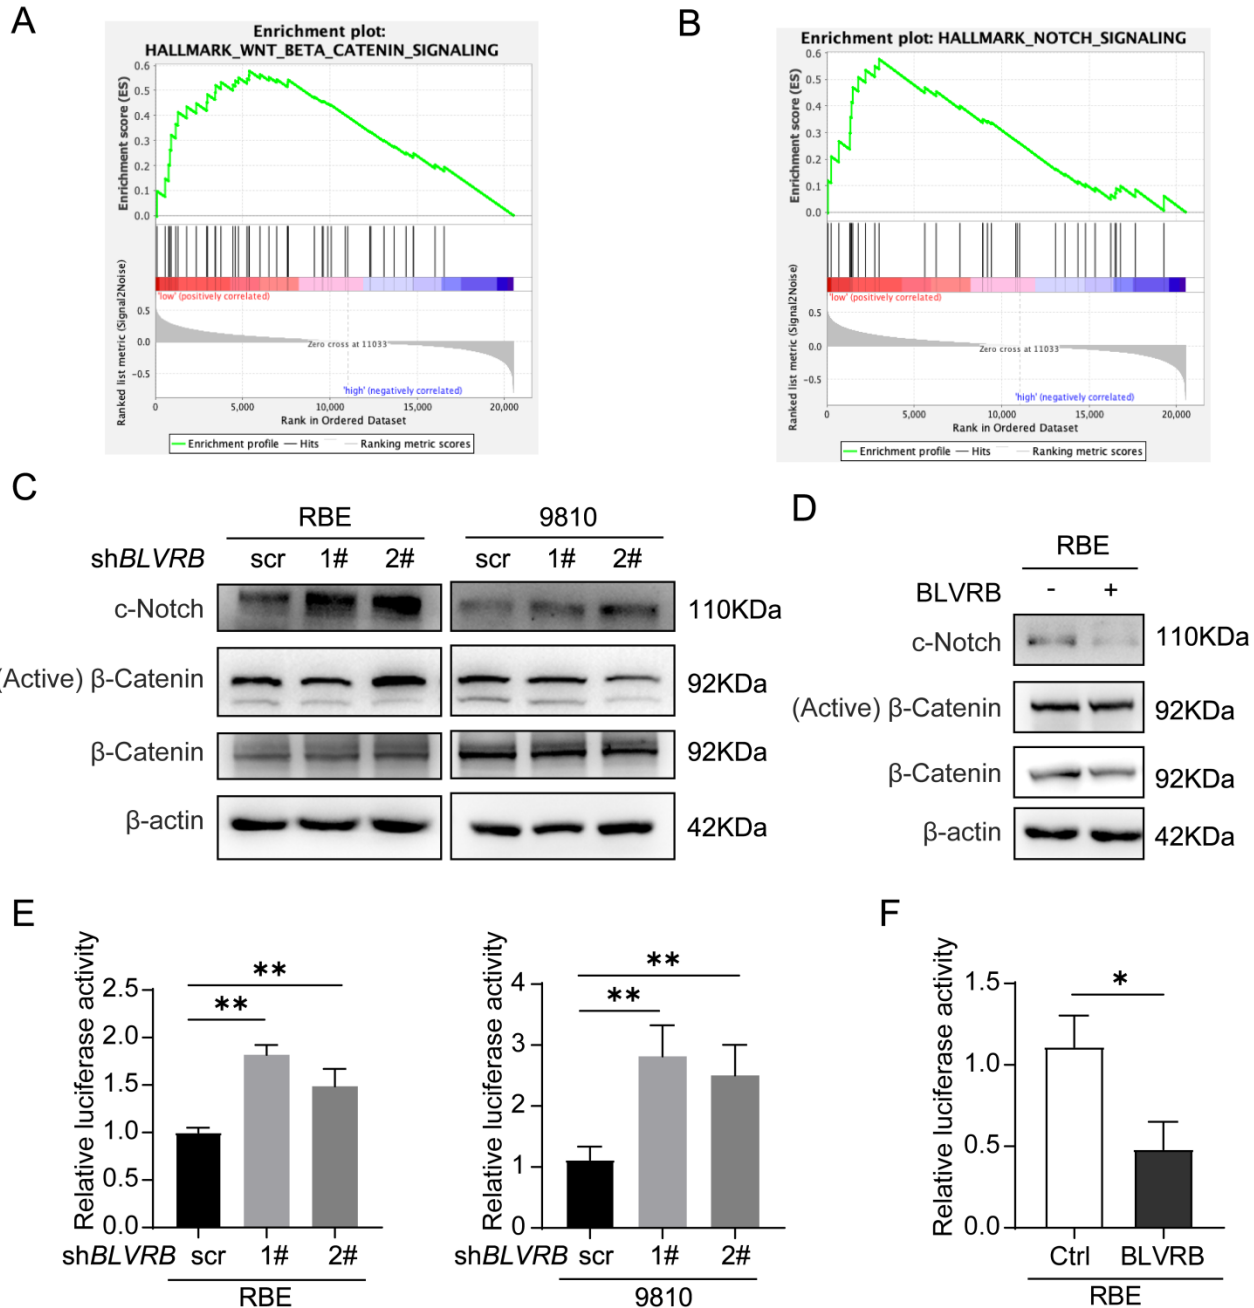 A
Enrichment plot:
HALLMARK_WNT_BETA_CATENIN_SIGNALING
Enrichment score (ES)
0.6
0.5
0.4
0.3
0.2
0.1
0.0
'low' (positively correlated)
Ranked list metric (Signal2Noise)
0.5
0.0
-0.5
Zero cross at 11033
'high' (negatively correlated)
0 5,000 10,000 15,000 20,000
Rank in Ordered Dataset
Enrichment profile Hits Ranking metric scores
B
Enrichment plot: HALLMARK_NOTCH_SIGNALING
Enrichment score (ES)
0.6
0.5
0.4
0.3
0.2
0.1
0.0
'low' (positively correlated)
Ranked list metric (Signal2Noise)
0.5
0.0
-0.5
Zero cross at 11033
'high' (negatively correlated)
0 5,000 10,000 15,000 20,000
Rank in Ordered Dataset
Enrichment profile Hits Ranking metric scores
C
RBE 9810
shBLVRB scr 1# 2# scr 1# 2#
c-Notch 110KDa
(Active) β-Catenin 92KDa
β-Catenin 92KDa
β-actin 42KDa
D
RBE
BLVRB - +
c-Notch 110KDa
(Active) β-Catenin 92KDa
β-Catenin 92KDa
β-actin 42KDa
E
Relative luciferase activity
2.5
2.0
1.5
1.0
0.5
0.0
**
**
shBLVRB scr 1# 2#
RBE
Relative luciferase activity
4
3
2
1
0
**
**
shBLVRB scr 1# 2#
9810
F
Relative luciferase activity
1.5
1.0
0.5
0.0
*
Ctrl BLVRB
RBE